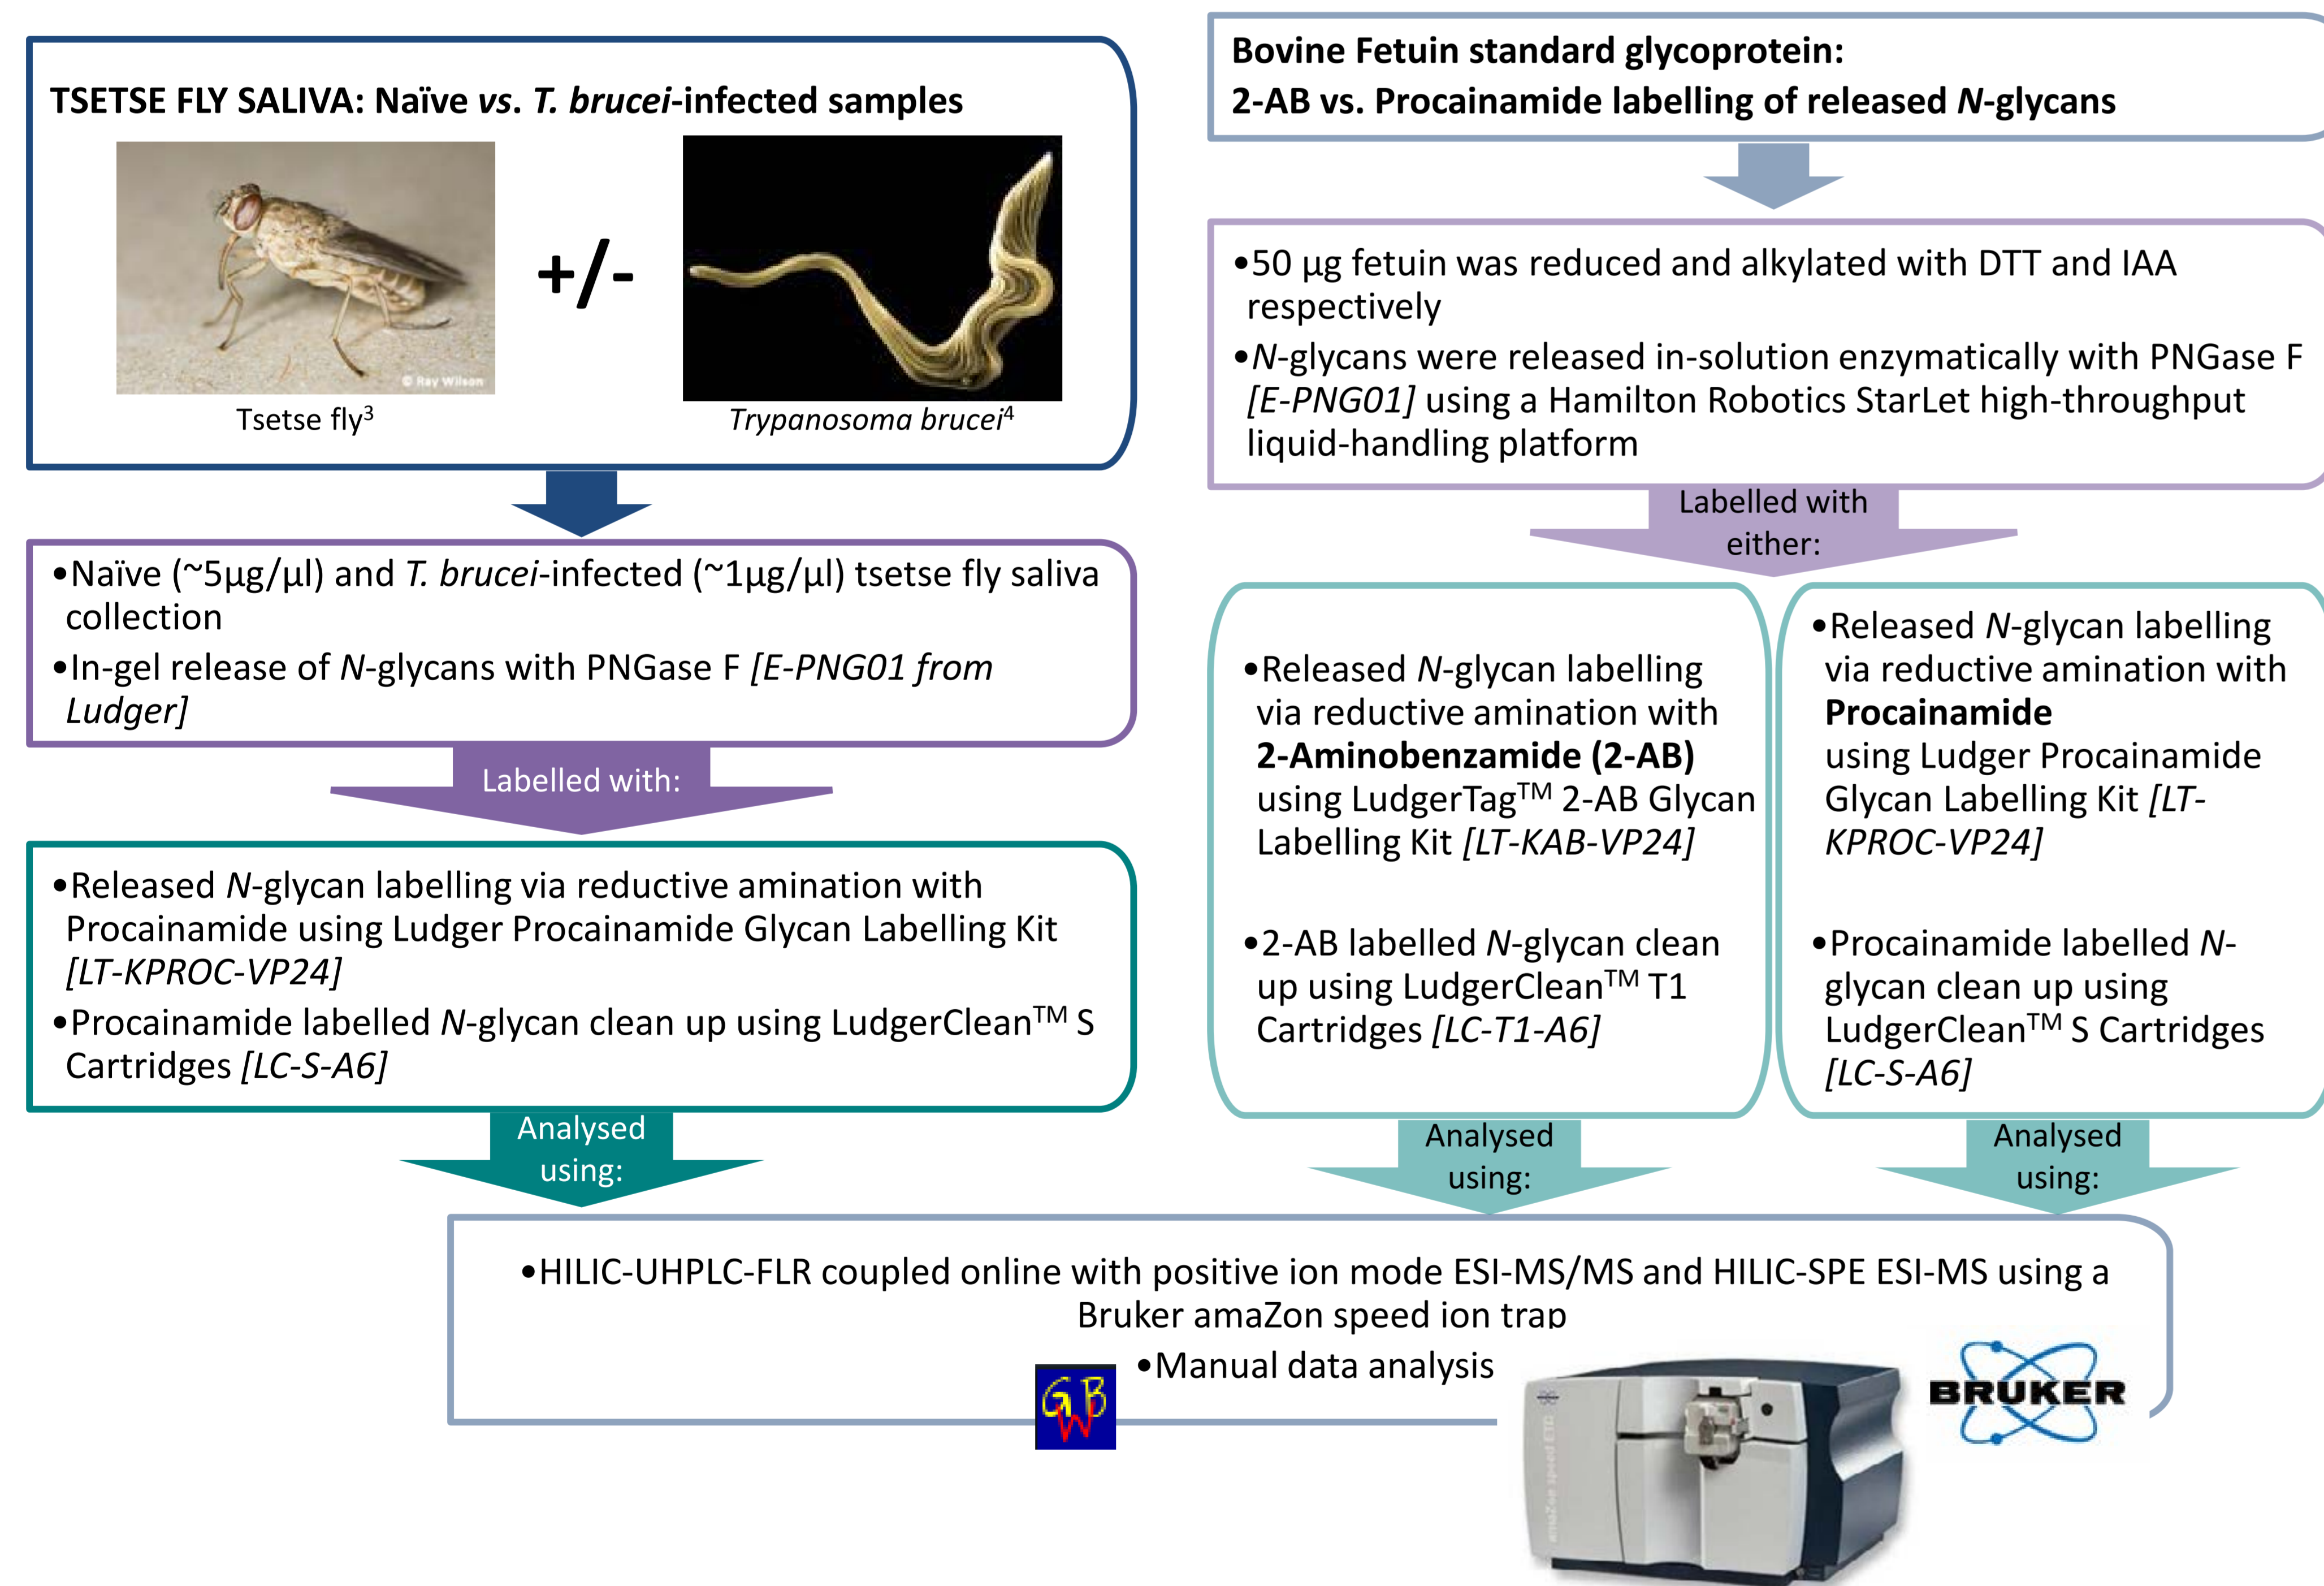 TSETSE FLY SALIVA: Naïve vs. T. brucei-infected samples
+/-
© Ray Wilson
Tsetse fly³
Trypanosoma brucei⁴
•Naïve (~5µg/µl) and T. brucei-infected (~1µg/µl) tsetse fly saliva
collection
•In-gel release of N-glycans with PNGase F [E-PNG01 from
Ludger]
Labelled with:
•Released N-glycan labelling via reductive amination with
Procainamide using Ludger Procainamide Glycan Labelling Kit
[LT-KPROC-VP24]
•Procainamide labelled N-glycan clean up using LudgerClean™ S
Cartridges [LC-S-A6]
Analysed
using:
Bovine Fetuin standard glycoprotein:
2-AB vs. Procainamide labelling of released N-glycans
•50 µg fetuin was reduced and alkylated with DTT and IAA
respectively
•N-glycans were released in-solution enzymatically with PNGase F
[E-PNG01] using a Hamilton Robotics StarLet high-throughput
liquid-handling platform
Labelled with
either:
•Released N-glycan labelling
via reductive amination with
2-Aminobenzamide (2-AB)
using LudgerTag™ 2-AB Glycan
Labelling Kit [LT-KAB-VP24]
•2-AB labelled N-glycan clean
up using LudgerClean™ T1
Cartridges [LC-T1-A6]
Analysed
using:
•Released N-glycan labelling
via reductive amination with
Procainamide
using Ludger Procainamide
Glycan Labelling Kit [LT-
KPROC-VP24]
•Procainamide labelled N-
glycan clean up using
LudgerClean™ S Cartridges
[LC-S-A6]
Analysed
using:
•HILIC-UHPLC-FLR coupled online with positive ion mode ESI-MS/MS and HILIC-SPE ESI-MS using a
Bruker amaZon speed ion trap
•Manual data analysis
GWB
amaZon speed ETD
BRUKER